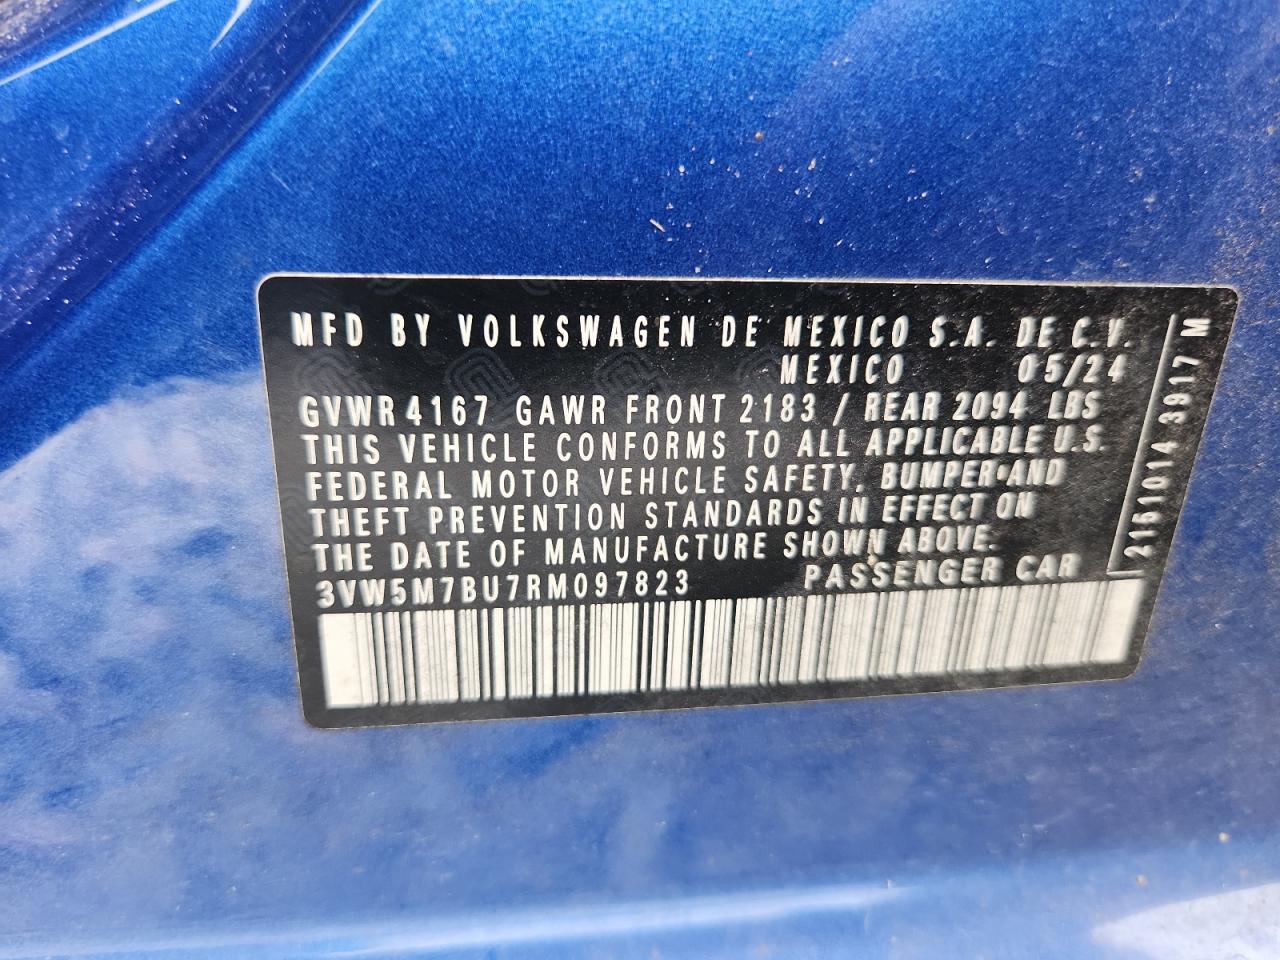 MFD BY VOLKSWAGEN DE MEXICO S.A. DE C.V.
MEXICO 05/24
GVWR 4167 GAWR FRONT 2183 / REAR 2094 LBS
THIS VEHICLE CONFORMS TO ALL APPLICABLE U.S.
FEDERAL MOTOR VEHICLE SAFETY, BUMPER AND
THEFT PREVENTION STANDARDS IN EFFECT ON
THE DATE OF MANUFACTURE SHOWN ABOVE.
3VW5M7BU7RM097823 PASSENGER CAR
2151014 3917 M